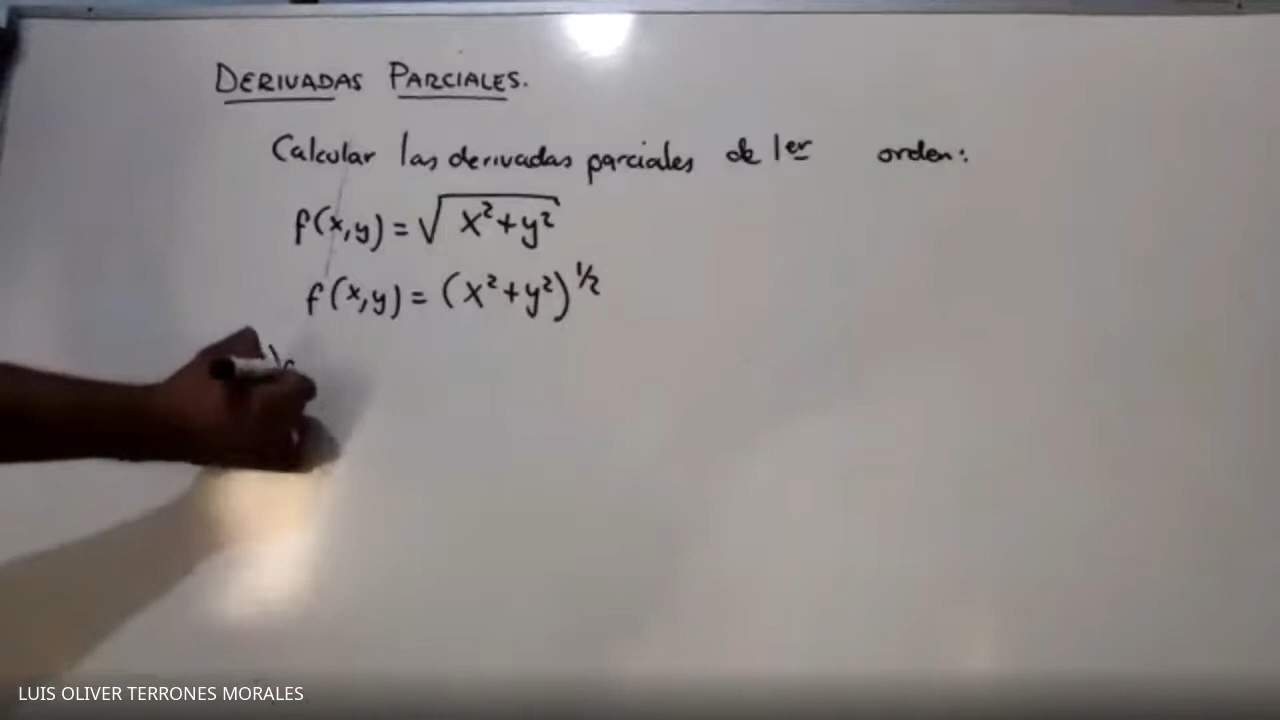 DERIVADAS PARCIALES.
Calcular las derivadas parciales de 1er orden:
f(x,y) = √x²+y²
f(x,y) = (x²+y²)^1/2
LUIS OLIVER TERRONES MORALES